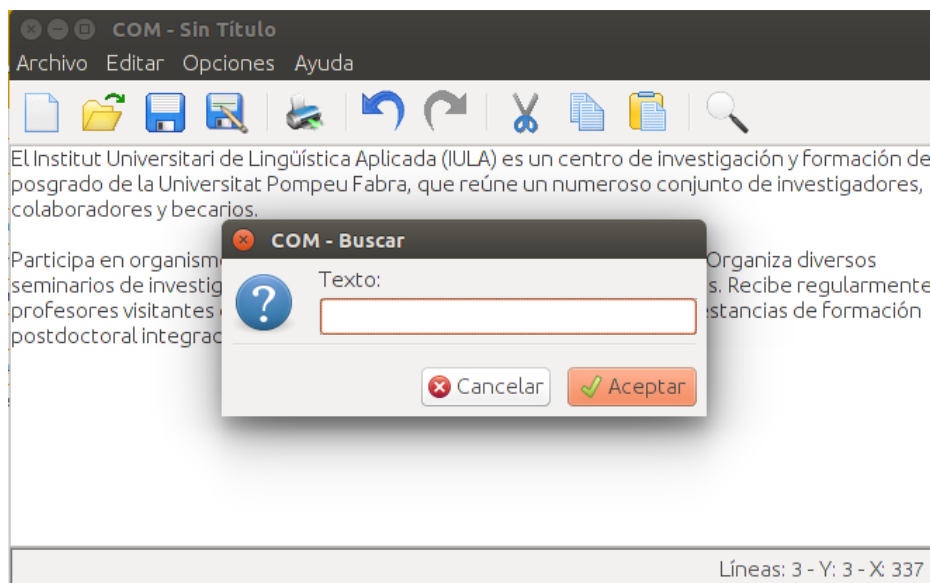 COM - Sin Título
Archivo Editar Opciones Ayuda
El Institut Universitari de Lingüística Aplicada (IULA) es un centro de investigación y formación de
posgrado de la Universitat Pompeu Fabra, que reúne un numeroso conjunto de investigadores,
colaboradores y becarios.
COM - Buscar
Participa en Organiza diversos
Texto:
seminarios de Recibe regularmente
profesores visitantes estancias de formación
postdoctoral
Cancelar Aceptar
Líneas: 3 - Y: 3 - X: 337